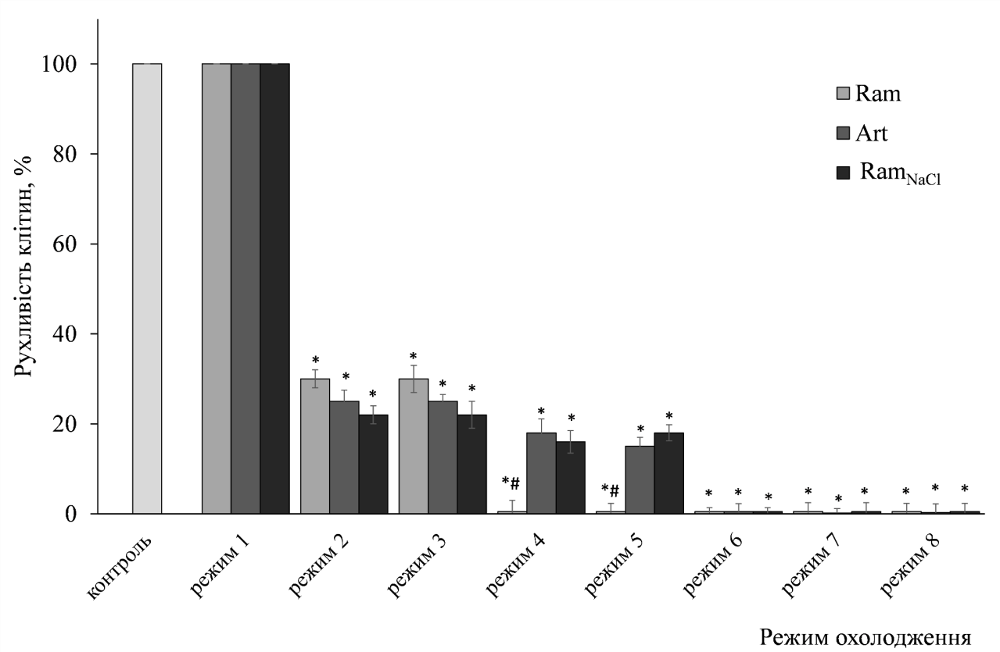 Рухливість клітин, %
100
80
60
40
20
0
Ram
Art
Ram_NaCl
*
*
*
*
*
*
*#
*
*
*#
*
*
*
*
*
*
*
*
*
*
*
контроль
режим 1
режим 2
режим 3
режим 4
режим 5
режим 6
режим 7
режим 8
Режим охолодження